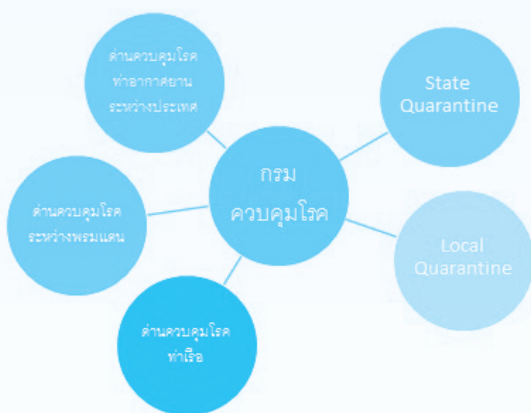 ด่านควบคุมโรค
ท่าอากาศยาน
ระหว่างประเทศ
State
Quarantine
กรม
ควบคุมโรค
ด่านควบคุมโรค
ระหว่างพรมแดน
Local
Quarantine
ด่านควบคุมโรค
ท่าเรือ